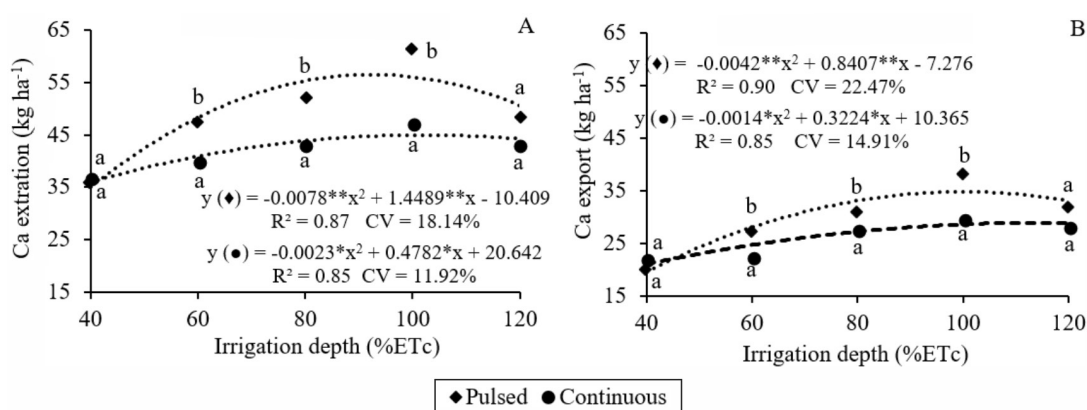 A
Ca extration (kg ha⁻¹)
65
55
45
35
25
15
a
a
b
a
b
a
b
a
a
a
y (♦) = -0.0078**x² + 1.4489**x - 10.409
R² = 0.87 CV = 18.14%
y (●) = -0.0023*x² + 0.4782*x + 20.642
R² = 0.85 CV = 11.92%
40 60 80 100 120
Irrigation depth (%ETc)
B
Ca export (kg ha⁻¹)
65
55
45
35
25
15
y (♦) = -0.0042**x² + 0.8407**x - 7.276
R² = 0.90 CV = 22.47%
y (●) = -0.0014*x² + 0.3224*x + 10.365
R² = 0.85 CV = 14.91%
a
a
b
a
b
a
b
a
a
a
40 60 80 100 120
Irrigation depth (%ETc)
♦ Pulsed ● Continuous